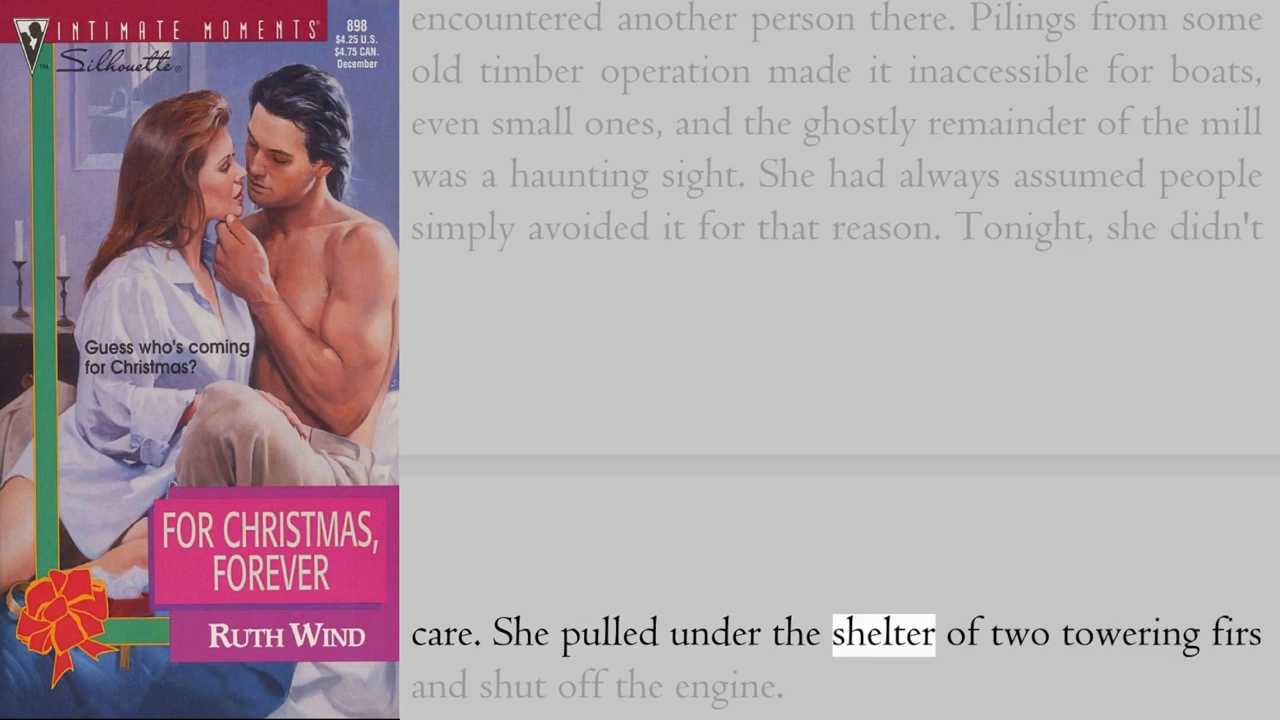 INTIMATE MOMENTS®
Silhouette®
TM
898
$4.25 U.S.
$4.75 CAN.
December
Guess who's coming
for Christmas?
FOR CHRISTMAS,
FOREVER
RUTH WIND
encountered another person there. Pilings from some
old timber operation made it inaccessible for boats,
even small ones, and the ghostly remainder of the mill
was a haunting sight. She had always assumed people
simply avoided it for that reason. Tonight, she didn't
care. She pulled under the shelter of two towering firs
and shut off the engine.